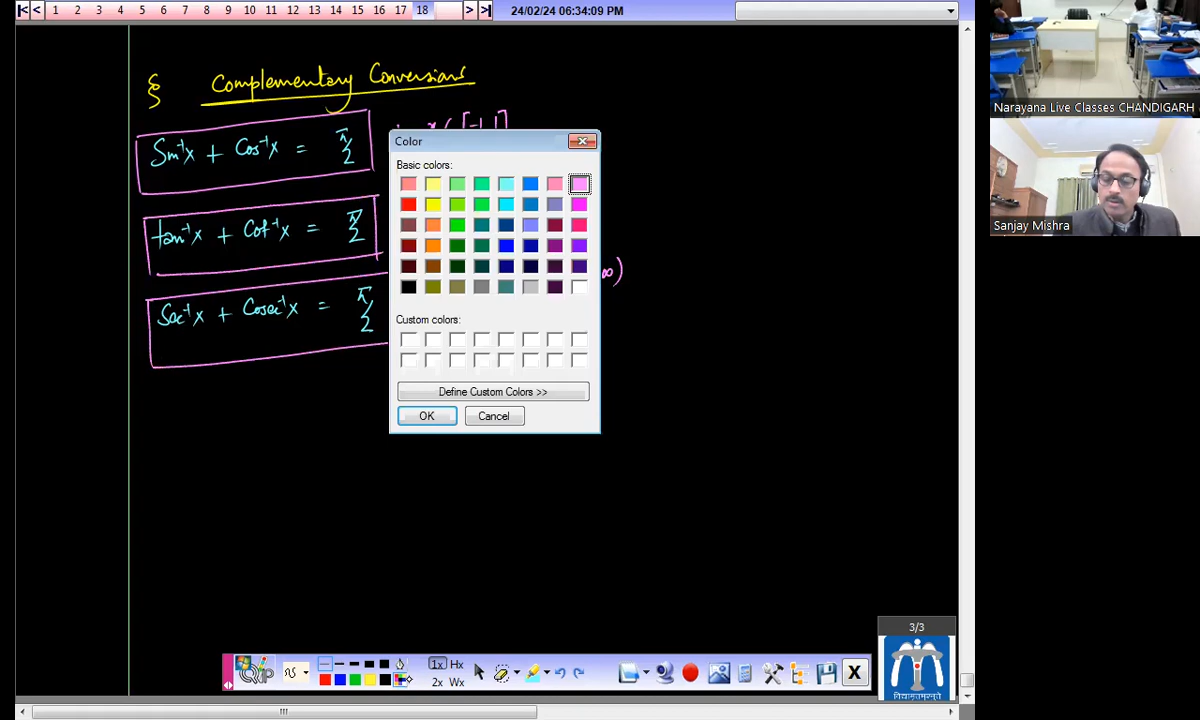 1 2 3 4 5 6 7 8 9 10 11 12 13 14 15 16 17 18
24/02/24 06:34:09 PM
Narayana Live Classes CHANDIGARH
Sanjay Mishra
§ Complementary Conversions
Sin⁻¹x + Cos⁻¹x = π/2
x ∈ [-1, 1]
tan⁻¹x + Cot⁻¹x = π/2
∞)
Sec⁻¹x + Cosec⁻¹x = π/2
Color
Basic colors:
Custom colors:
Define Custom Colors >>
OK Cancel
3/3
1x Hx
2x Wx
X